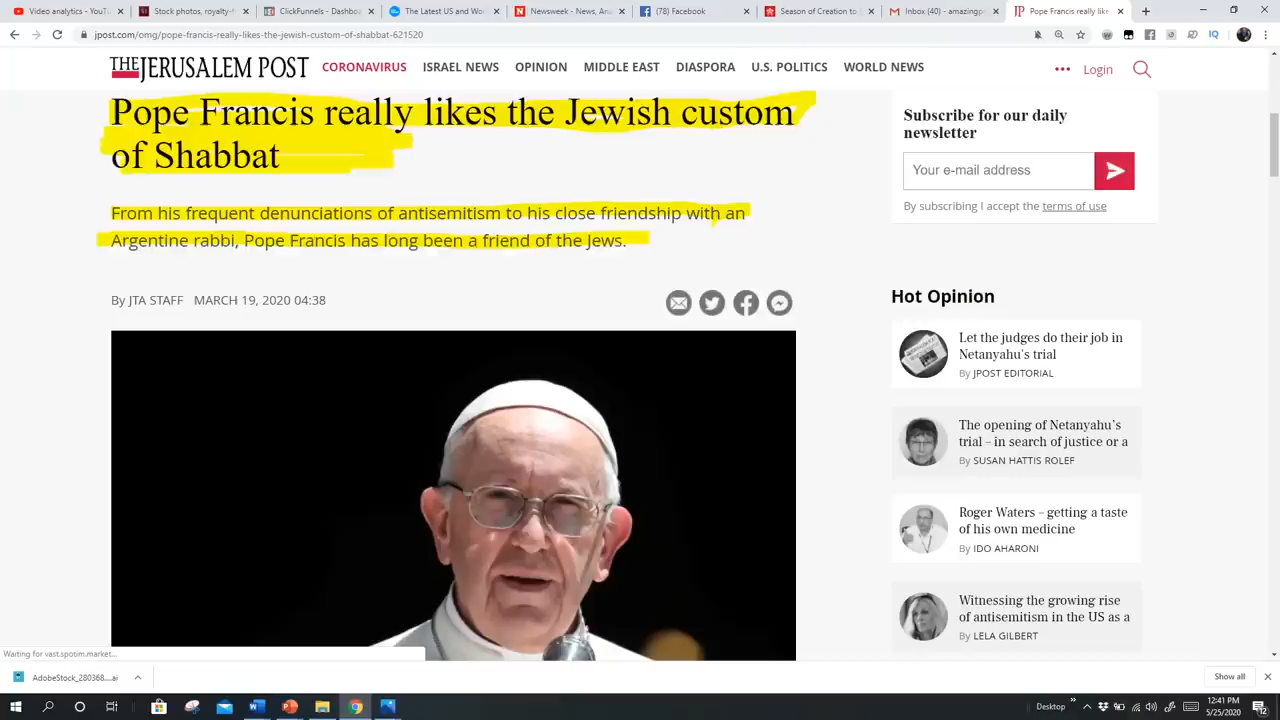 Video analytics - YouTu
Stock photos, royalty-f
ClickFunnels - Dashboa
The Latest US and Wor
Newsweek - News, Ana
(78) Facebook
Season of Creation to J
Inbox (40) - amazingpo
Pope Francis really like
jpost.com/omg/pope-francis-really-likes-the-jewish-custom-of-shabbat-621520
THE JERUSALEM POST
CORONAVIRUS
ISRAEL NEWS
OPINION
MIDDLE EAST
DIASPORA
U.S. POLITICS
WORLD NEWS
Login
Pope Francis really likes the Jewish custom
of Shabbat
From his frequent denunciations of antisemitism to his close friendship with an
Argentine rabbi, Pope Francis has long been a friend of the Jews.
By JTA STAFF MARCH 19, 2020 04:38
Subscribe for our daily
newsletter
Your e-mail address
By subscribing I accept the terms of use
Hot Opinion
Let the judges do their job in
Netanyahu's trial
By JPOST EDITORIAL
The opening of Netanyahu's
trial – in search of justice or a
By SUSAN HATTIS ROLEF
Roger Waters – getting a taste
of his own medicine
By IDO AHARONI
Witnessing the growing rise
of antisemitism in the US as a
By LELA GILBERT
Waiting for vast.spotim.market...
AdobeStock_280368....ai
Show all
Desktop
12:41 PM
5/25/2020